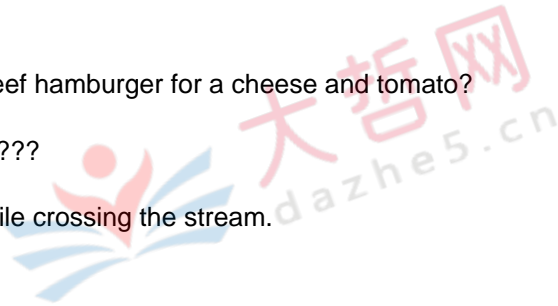 eef hamburger for a cheese and tomato?
???
ile crossing the stream.
大哲网
dazhe5.cn